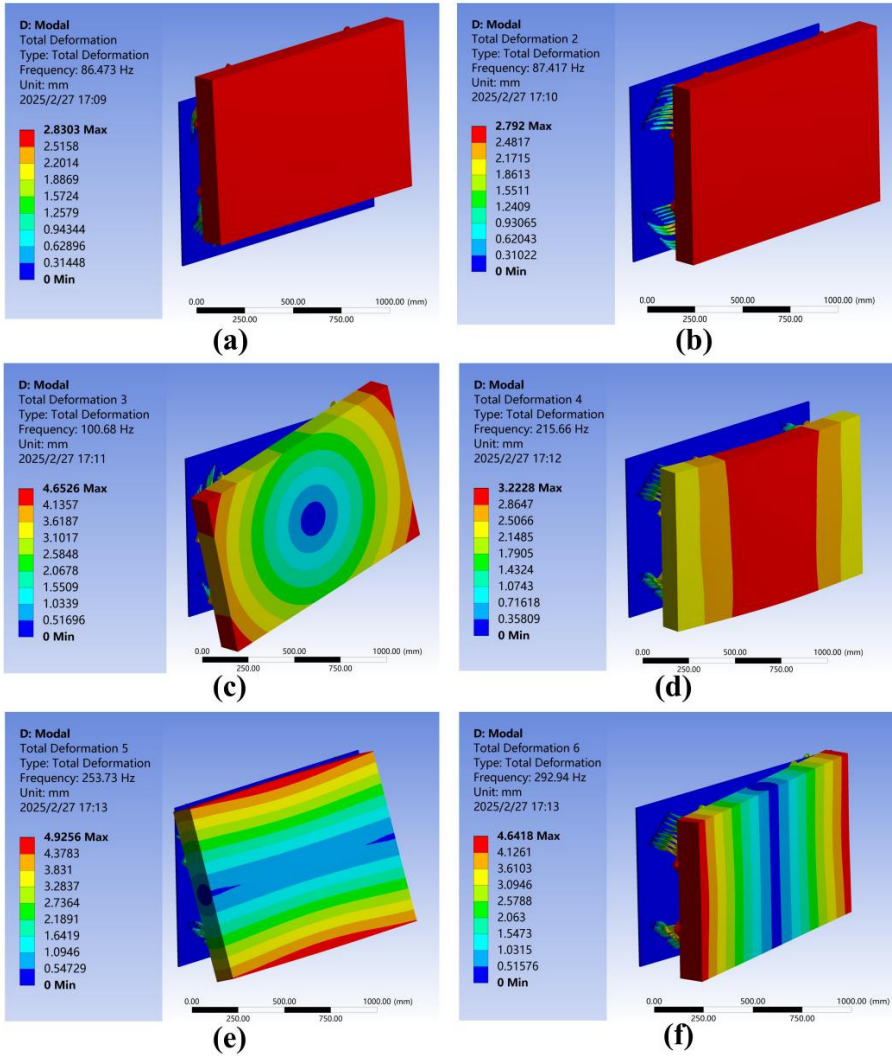 D: Modal
Total Deformation
Type: Total Deformation
Frequency: 86.473 Hz
Unit: mm
2025/2/27 17:09
2.8303 Max
2.5158
2.2014
1.8869
1.5724
1.2579
0.94344
0.62896
0.31448
0 Min
0.00 500.00 1000.00 (mm)
250.00 750.00
(a)
D: Modal
Total Deformation 2
Type: Total Deformation
Frequency: 87.417 Hz
Unit: mm
2025/2/27 17:10
2.792 Max
2.4817
2.1715
1.8613
1.5511
1.2409
0.93065
0.62043
0.31022
0 Min
0.00 500.00 1000.00 (mm)
250.00 750.00
(b)
D: Modal
Total Deformation 3
Type: Total Deformation
Frequency: 100.68 Hz
Unit: mm
2025/2/27 17:11
4.6526 Max
4.1357
3.6187
3.1017
2.5848
2.0678
1.5509
1.0339
0.51696
0 Min
0.00 500.00 1000.00 (mm)
250.00 750.00
(c)
D: Modal
Total Deformation 4
Type: Total Deformation
Frequency: 215.66 Hz
Unit: mm
2025/2/27 17:12
3.2228 Max
2.8647
2.5066
2.1485
1.7905
1.4324
1.0743
0.71618
0.35809
0 Min
0.00 500.00 1000.00 (mm)
250.00 750.00
(d)
D: Modal
Total Deformation 5
Type: Total Deformation
Frequency: 253.73 Hz
Unit: mm
2025/2/27 17:13
4.9256 Max
4.3783
3.831
3.2837
2.7364
2.1891
1.6419
1.0946
0.54729
0 Min
0.00 500.00 1000.00 (mm)
250.00 750.00
(e)
D: Modal
Total Deformation 6
Type: Total Deformation
Frequency: 292.94 Hz
Unit: mm
2025/2/27 17:13
4.6418 Max
4.1261
3.6103
3.0946
2.5788
2.063
1.5473
1.0315
0.51576
0 Min
0.00 500.00 1000.00 (mm)
250.00 750.00
(f)